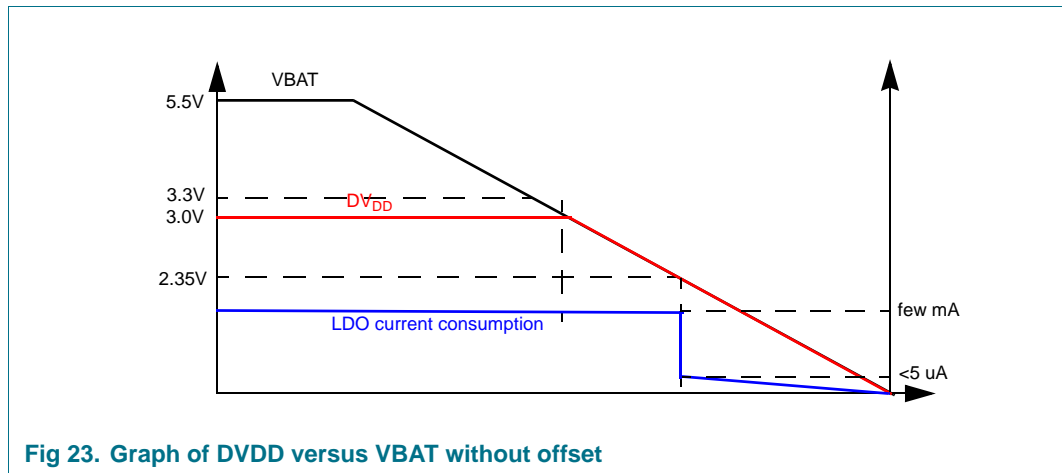 VBAT
5.5V
3.3V
DVDD
3.0V
2.35V
few mA
LDO current consumption
<5 uA
Fig 23. Graph of DVDD versus VBAT without offset